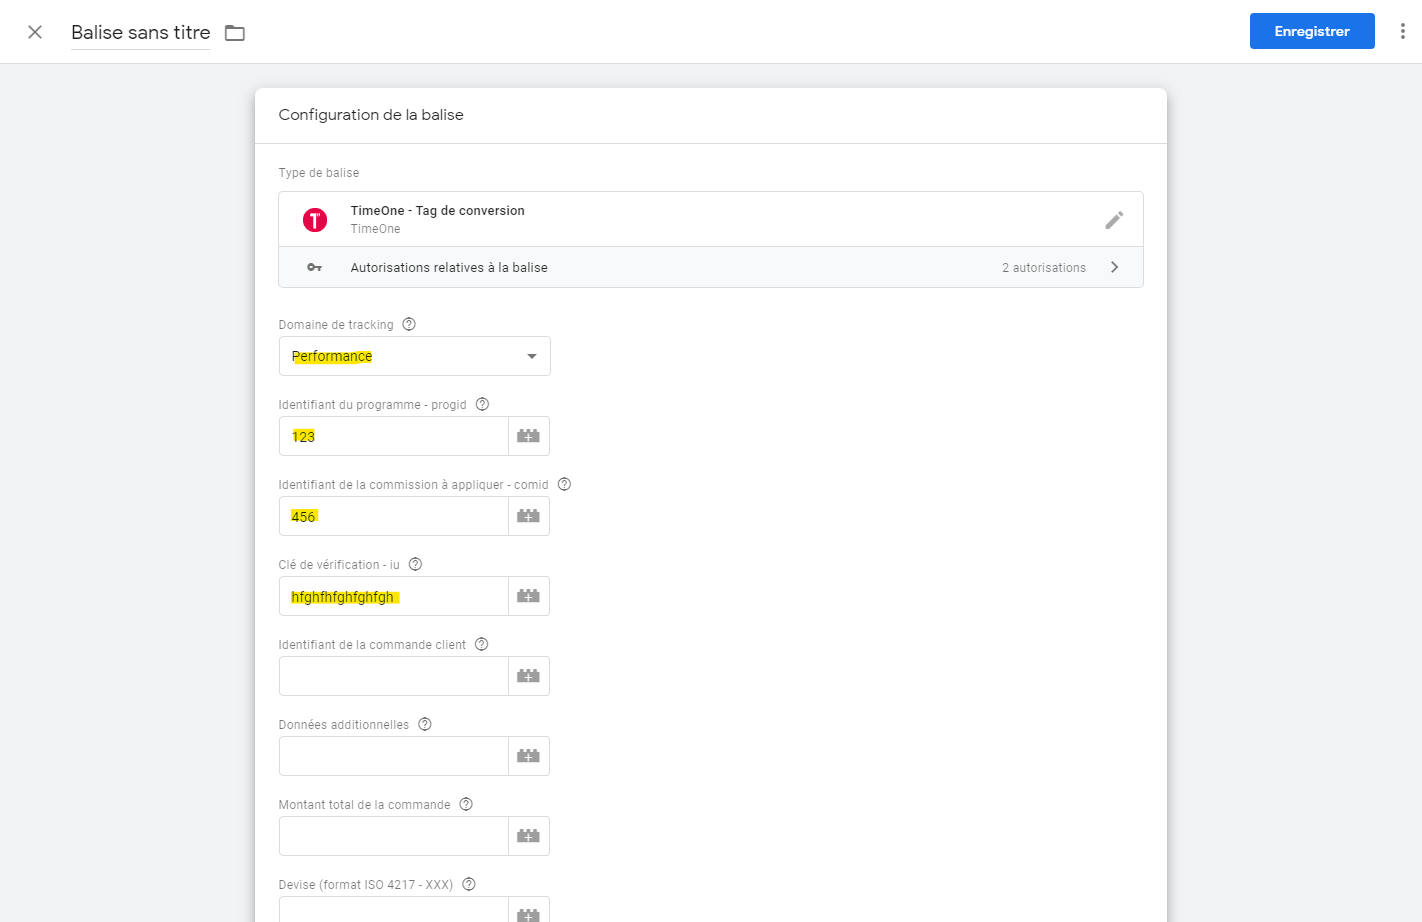 Balise sans titre
Enregistrer
Configuration de la balise
Type de balise
TimeOne - Tag de conversion
TimeOne
Autorisations relatives à la balise
2 autorisations
Domaine de tracking
Performance
Identifiant du programme - progid
123
Identifiant de la commission à appliquer - comid
456
Clé de vérification - iu
hfghfhfghfghfgh
Identifiant de la commande client
Données additionnelles
Montant total de la commande
Devise (format ISO 4217 - XXX)